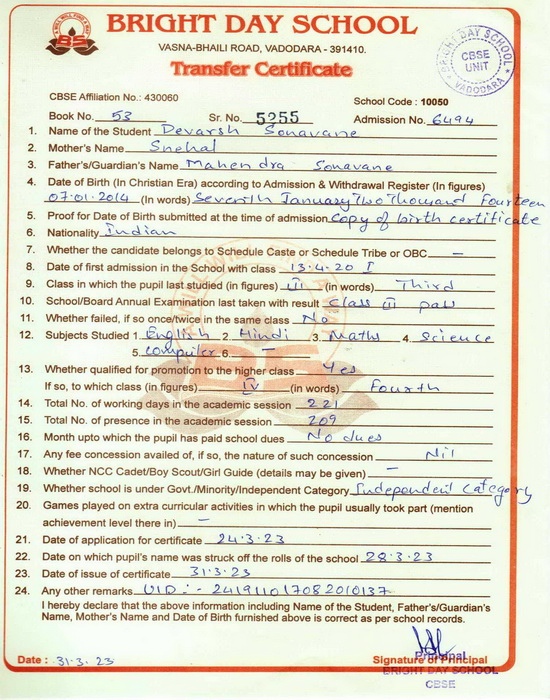 BRIGHT DAY SCHOOL
VASNA-BHAILI ROAD, VADODARA - 391410.
BRIGHT DAY SCHOOL
CBSE
UNIT
VADODARA
Transfer Certificate
CBSE Affiliation No.: 430060
School Code : 10050
Book No. 53 Sr. No. 5255 Admission No. 6494
1. Name of the Student Devarsh Sonavane
2. Mother's Name Snehal
3. Father's/Guardian's Name Mahendra Sonavane
4. Date of Birth (In Christian Era) according to Admission & Withdrawal Register (In figures)
07.01.2014 (In words) Seventh January Two Thousand Fourteen
5. Proof for Date of Birth submitted at the time of admission Copy of birth certificate
6. Nationality Indian
7. Whether the candidate belongs to Schedule Caste or Schedule Tribe or OBC —
8. Date of first admission in the School with class 13.4.20 I
9. Class in which the pupil last studied (in figures) III (in words) Third
10. School/Board Annual Examination last taken with result Class III pass
11. Whether failed, if so once/twice in the same class No
12. Subjects Studied 1. English 2. Hindi 3. Maths 4. Science
5. Computer 6. —
13. Whether qualified for promotion to the higher class Yes
If so, to which class (in figures) IV (in words) Fourth
14. Total No. of working days in the academic session 221
15. Total No. of presence in the academic session 209
16. Month upto which the pupil has paid school dues No dues
17. Any fee concession availed of, if so, the nature of such concession Nil
18. Whether NCC Cadet/Boy Scout/Girl Guide (details may be given) —
19. Whether school is under Govt./Minority/Independent Category Independent Category
20. Games played on extra curricular activities in which the pupil usually took part (mention
achievement level there in) —
21. Date of application for certificate 24.3.23
22. Date on which pupil's name was struck off the rolls of the school 28.3.23
23. Date of issue of certificate 31.3.23
24. Any other remarks UID :- 241911017082010137
I hereby declare that the above information including Name of the Student, Father's/Guardian's
Name, Mother's Name and Date of Birth furnished above is correct as per school records.
Principal
Date : 31.3.23 Signature of Principal
BRIGHT DAY SCHOOL
CBSE